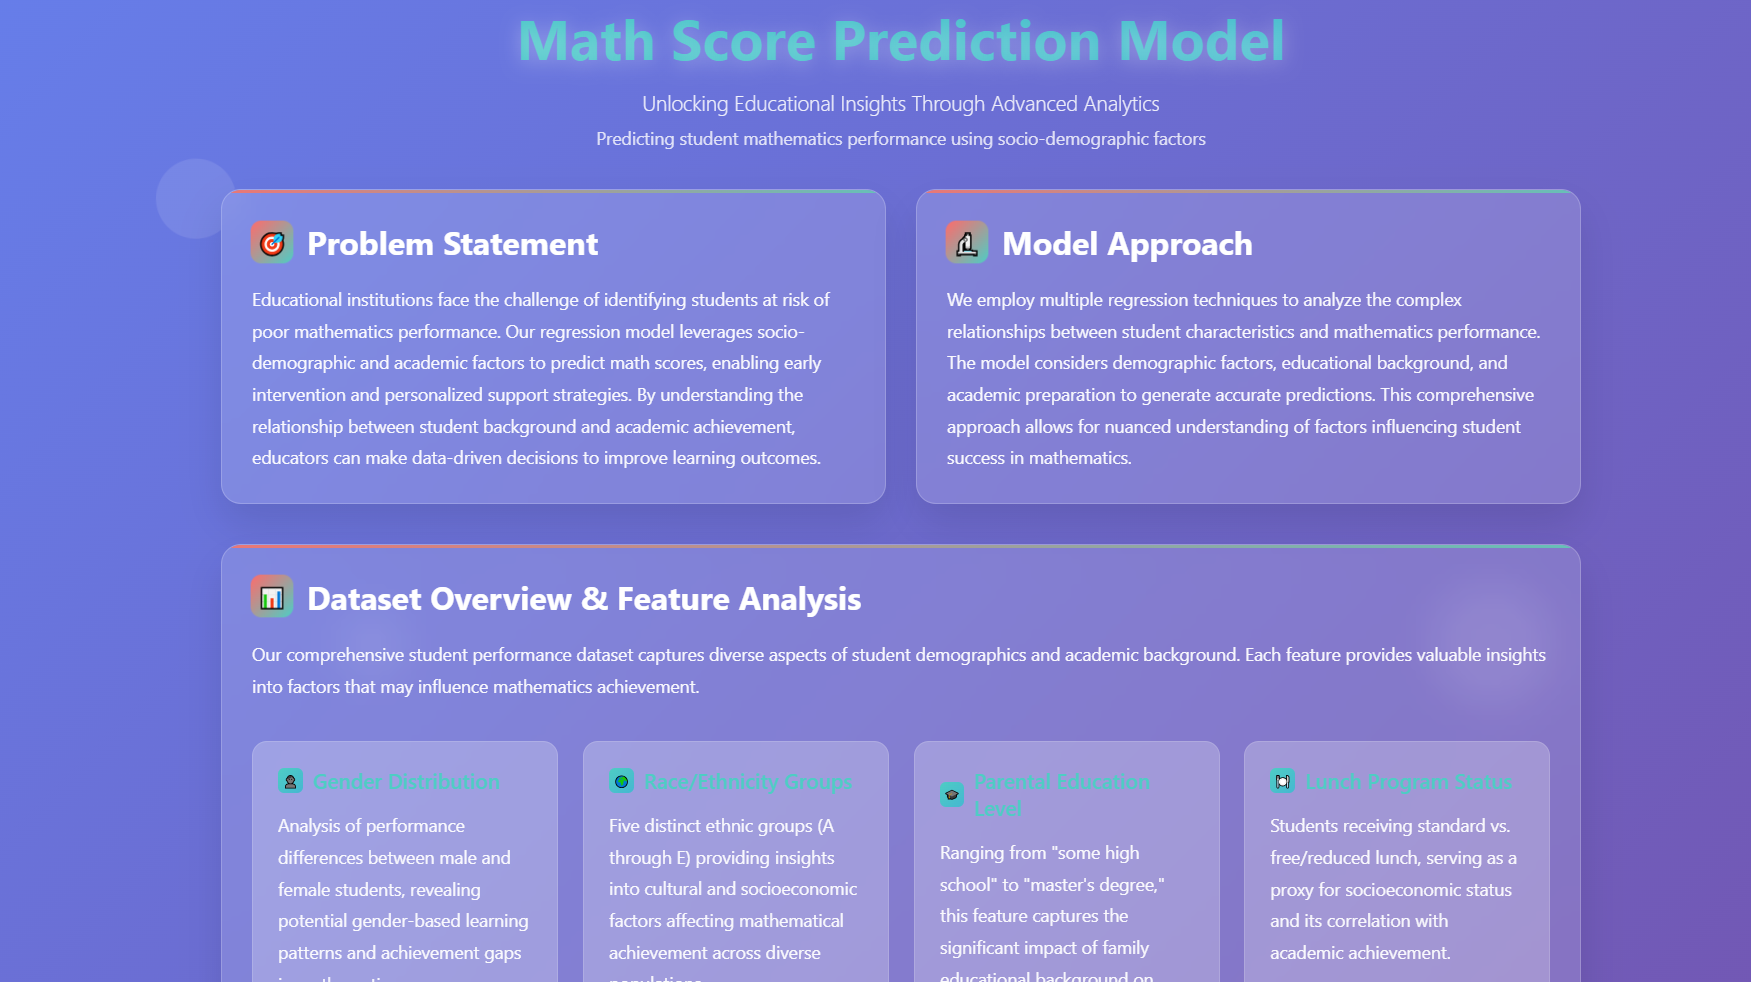 Math Score Prediction Model
Unlocking Educational Insights Through Advanced Analytics
Predicting student mathematics performance using socio-demographic factors
Problem Statement
Educational institutions face the challenge of identifying students at risk of
poor mathematics performance. Our regression model leverages socio-
demographic and academic factors to predict math scores, enabling early
intervention and personalized support strategies. By understanding the
relationship between student background and academic achievement,
educators can make data-driven decisions to improve learning outcomes.
Model Approach
We employ multiple regression techniques to analyze the complex
relationships between student characteristics and mathematics performance.
The model considers demographic factors, educational background, and
academic preparation to generate accurate predictions. This comprehensive
approach allows for nuanced understanding of factors influencing student
success in mathematics.
Dataset Overview & Feature Analysis
Our comprehensive student performance dataset captures diverse aspects of student demographics and academic background. Each feature provides valuable insights
into factors that may influence mathematics achievement.
Gender Distribution
Analysis of performance
differences between male and
female students, revealing
potential gender-based learning
patterns and achievement gaps
Race/Ethnicity Groups
Five distinct ethnic groups (A
through E) providing insights
into cultural and socioeconomic
factors affecting mathematical
achievement across diverse
Parental Education
Level
Ranging from "some high
school" to "master's degree,"
this feature captures the
significant impact of family
educational background on
Lunch Program Status
Students receiving standard vs.
free/reduced lunch, serving as a
proxy for socioeconomic status
and its correlation with
academic achievement.